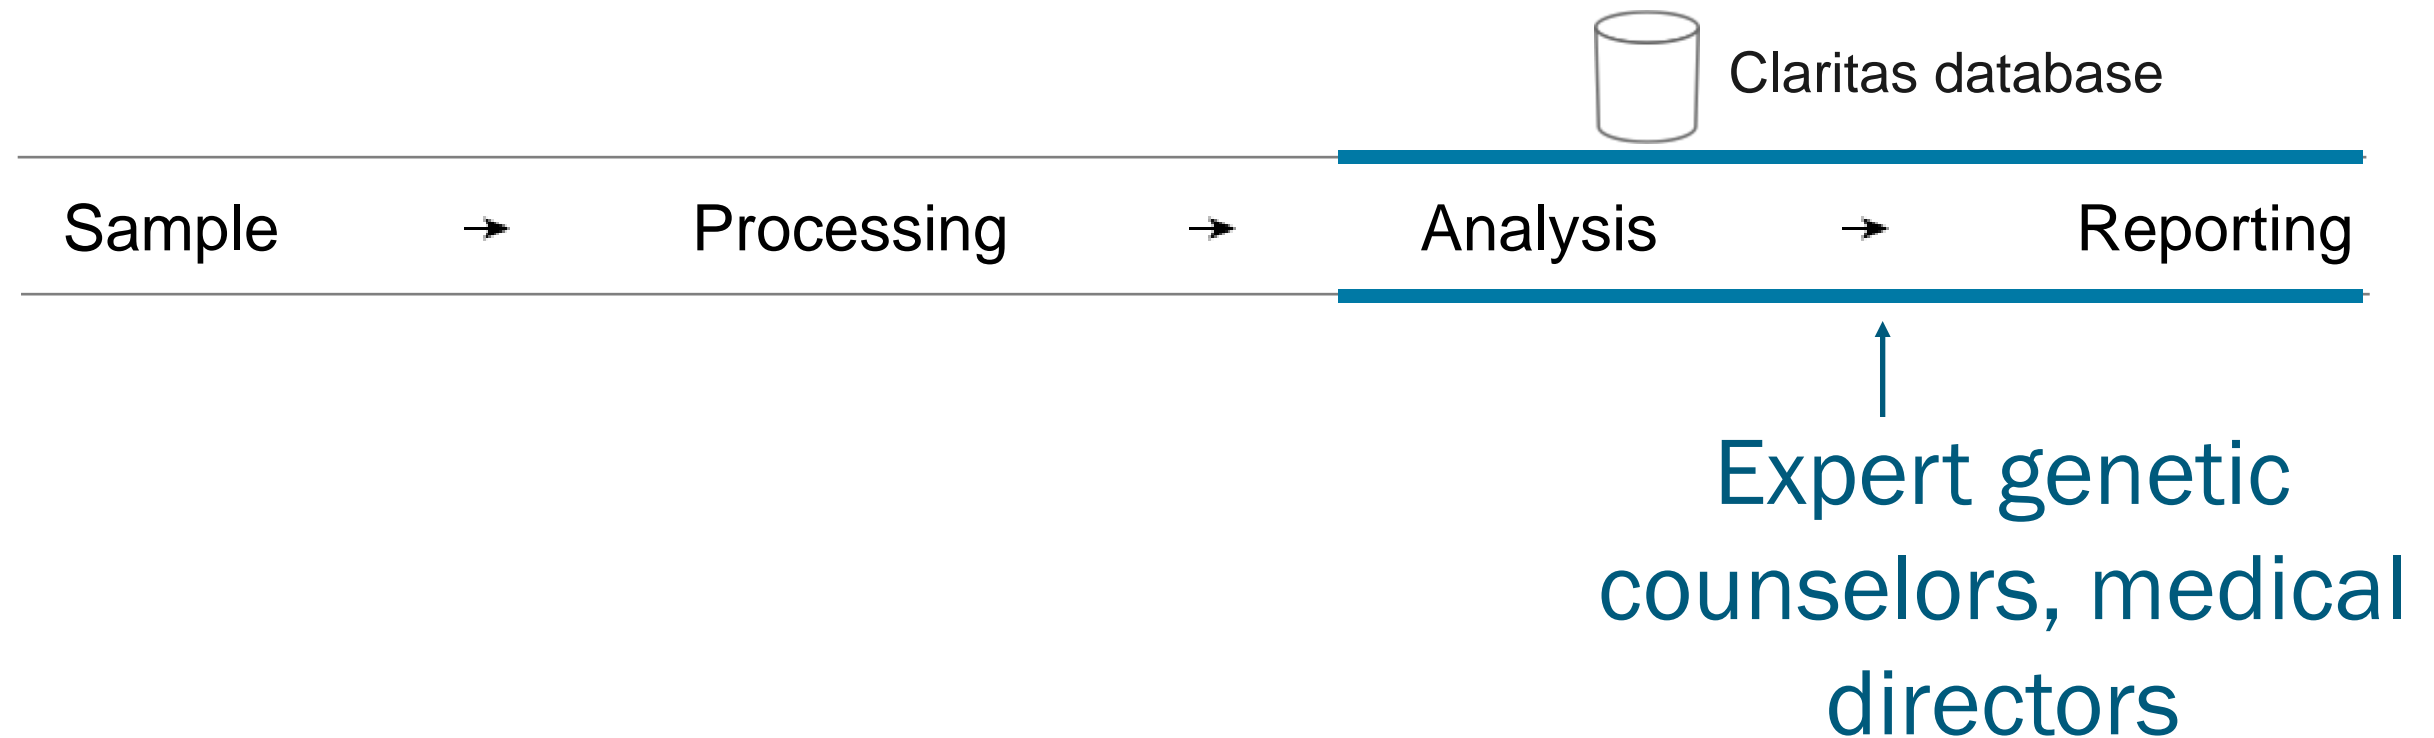 Claritas database
Sample Processing Analysis Reporting
Expert genetic
counselors, medical
directors